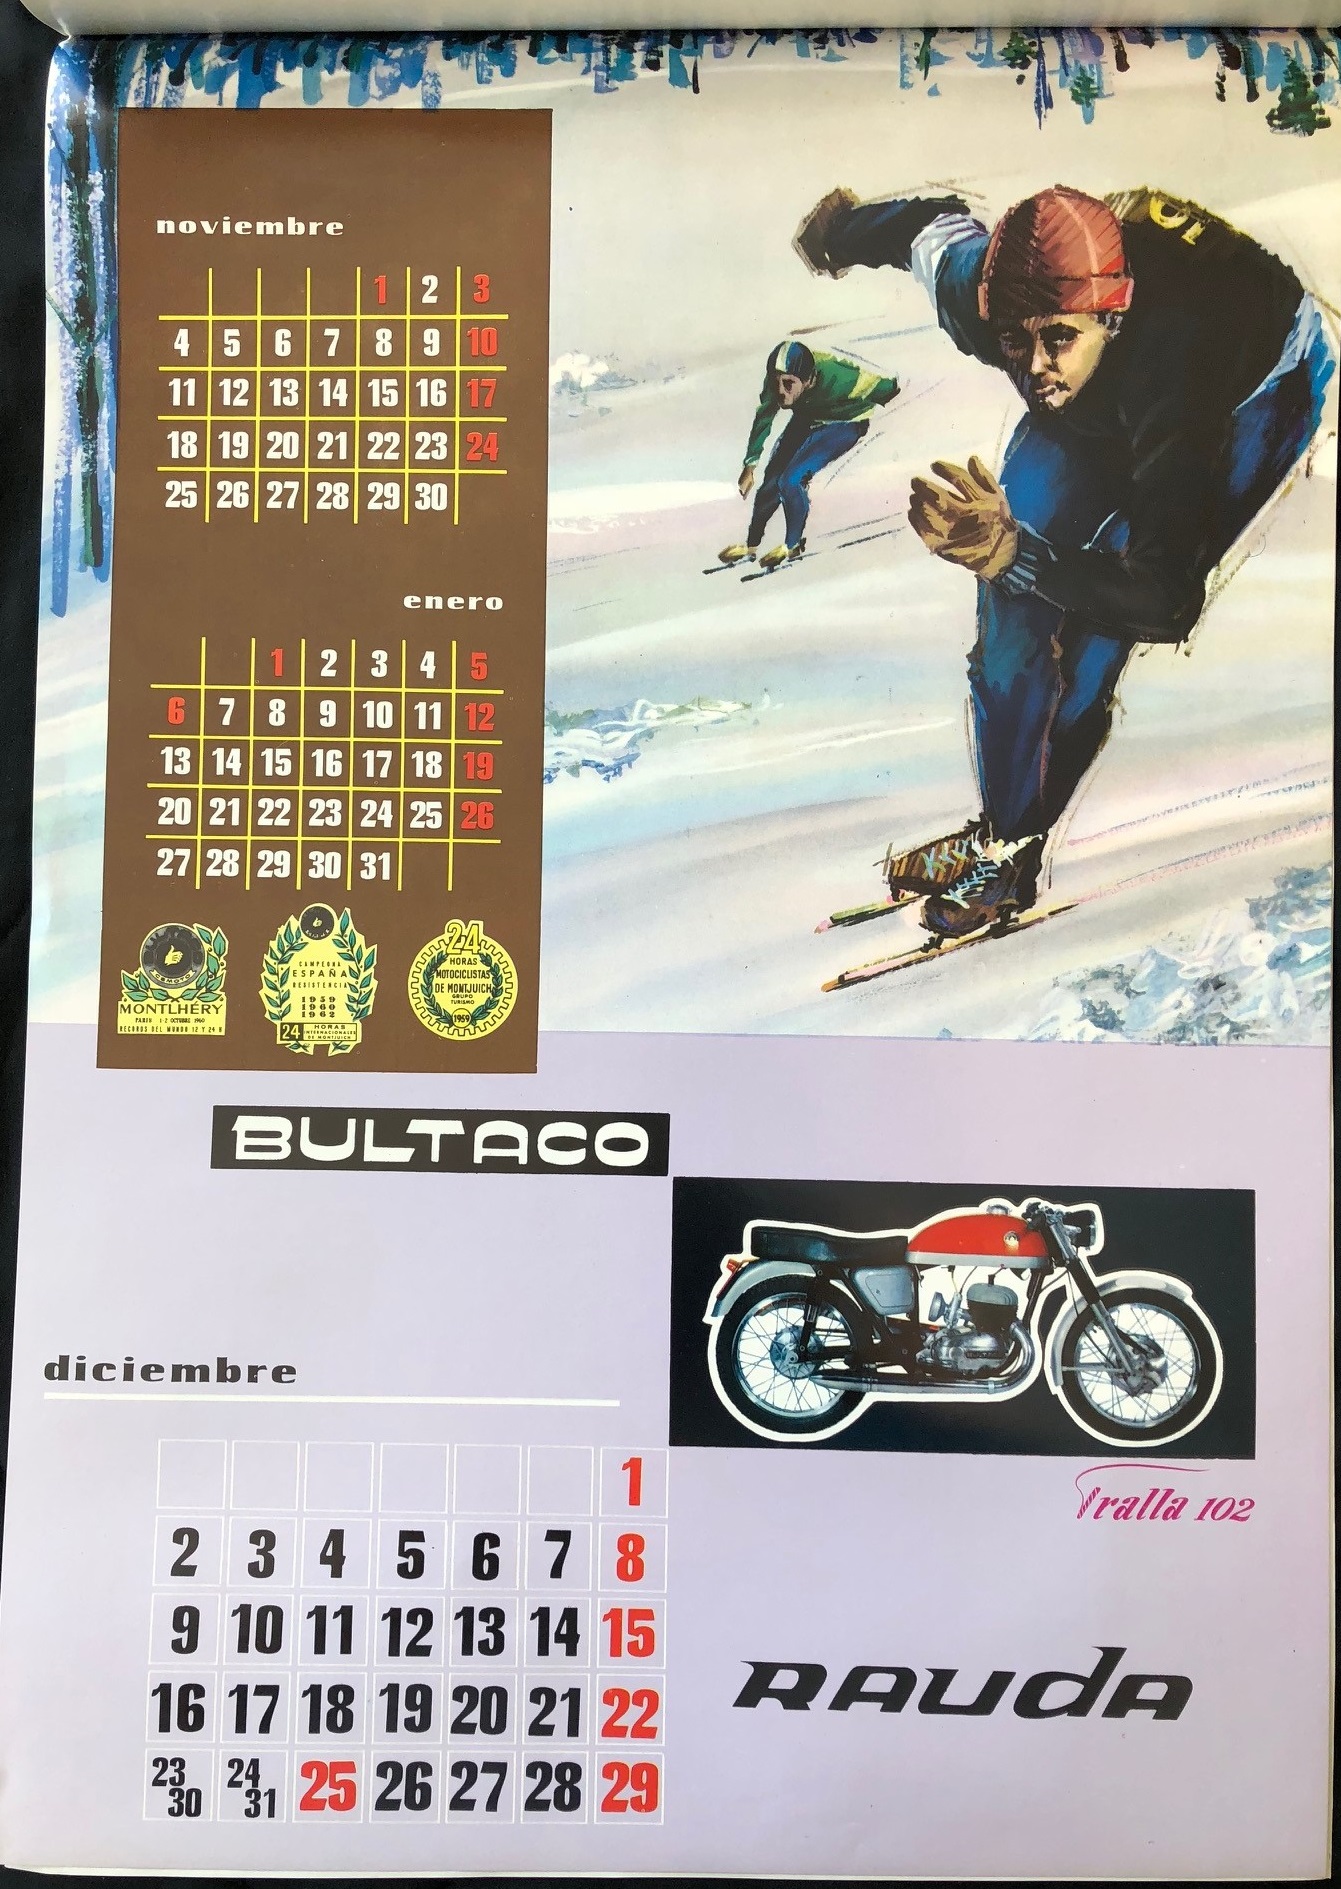 noviembre
1 2 3
4 5 6 7 8 9 10
11 12 13 14 15 16 17
18 19 20 21 22 23 24
25 26 27 28 29 30
enero
1 2 3 4 5
6 7 8 9 10 11 12
13 14 15 16 17 18 19
20 21 22 23 24 25 26
27 28 29 30 31
MONTLHÉRY
PARIS 1-2 OCTUBRE 1960
RECORDS DEL MUNDO 12 Y 24 H
CAMPEONA
ESPAÑA
RESISTENCIA
1959
1960
1962
24 HORAS
INTERNACIONALES
DE MONTJUICH
24
HORAS
MOTOCICLISTAS
DE MONTJUICH
GRUPO
TURISMO
1959
BULTACO
diciembre
1
2 3 4 5 6 7 8
9 10 11 12 13 14 15
16 17 18 19 20 21 22
23 30 24 31 25 26 27 28 29
Tralla 102
RAUDA